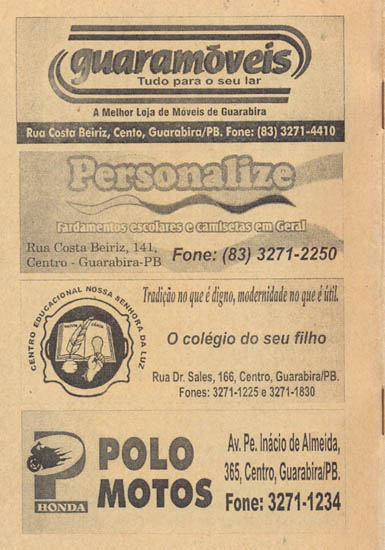 guaramõveis
Tudo para o seu lar
A Melhor Loja de Móveis de Guarabira
Rua Costa Beiriz, Cento, Guarabira/PB. Fone: (83) 3271-4410
Personalize
Fardamentos escolares e camisetas em Geral
Rua Costa Beiriz, 141,
Centro - Guarabira-PB
Fone: (83) 3271-2250
CENTRO EDUCACIONAL NOSSA SENHORA DA LUZ
Tradição no que é digno, modernidade no que é útil.
O colégio do seu filho
Rua Dr. Sales, 166, Centro, Guarabira/PB.
Fones: 3271-1225 e 3271-1830
P
HONDA
POLO
MOTOS
Av. Pe. Inácio de Almeida,
365, Centro, Guarabira/PB.
Fone: 3271-1234